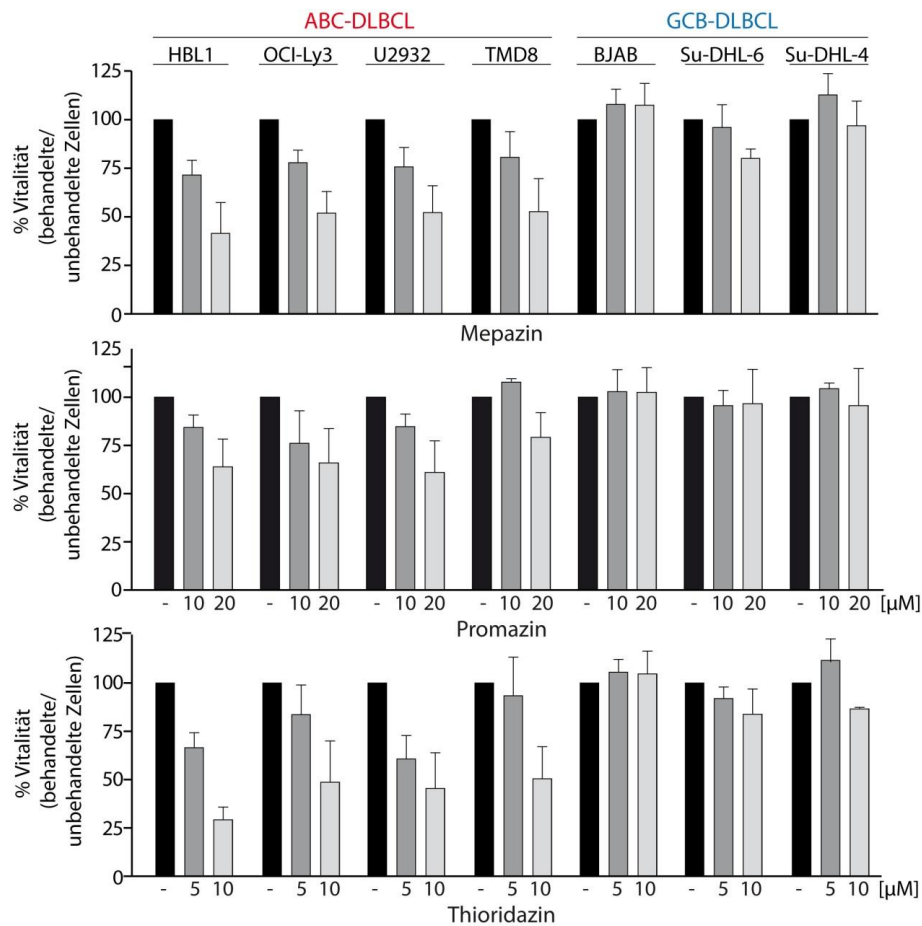 ABC-DLBCL GCB-DLBCL
HBL1 OCI-Ly3 U2932 TMD8 BJAB Su-DHL-6 Su-DHL-4
% Vitalität
(behandelte/
unbehandelte Zellen)
125
100
75
50
25
0
Mepazin
% Vitalität
(behandelte/
unbehandelte Zellen)
125
100
75
50
25
0
- 10 20 - 10 20 - 10 20 - 10 20 - 10 20 - 10 20 - 10 20 [µM]
Promazin
% Vitalität
(behandelte/
unbehandelte Zellen)
125
100
75
50
25
0
- 5 10 - 5 10 - 5 10 - 5 10 - 5 10 - 5 10 - 5 10 [µM]
Thioridazin